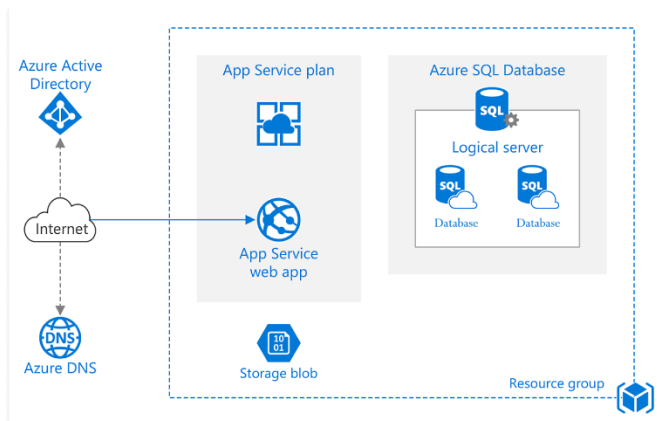 Azure Active
Directory
Internet
DNS
Azure DNS
App Service plan
App Service
web app
10
01
Storage blob
Azure SQL Database
SQL
Logical server
SQL
Database
SQL
Database
Resource group